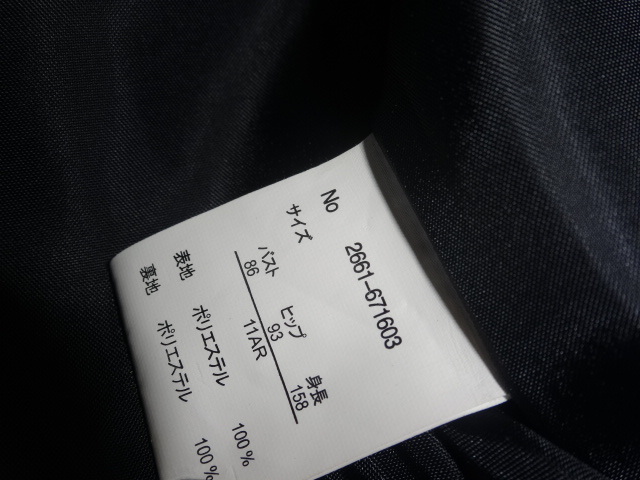 No 2661-671603
サイズ
バスト ヒップ 身長
86 93 158
11AR
表地 ポリエステル 100%
裏地 ポリエステル 100%